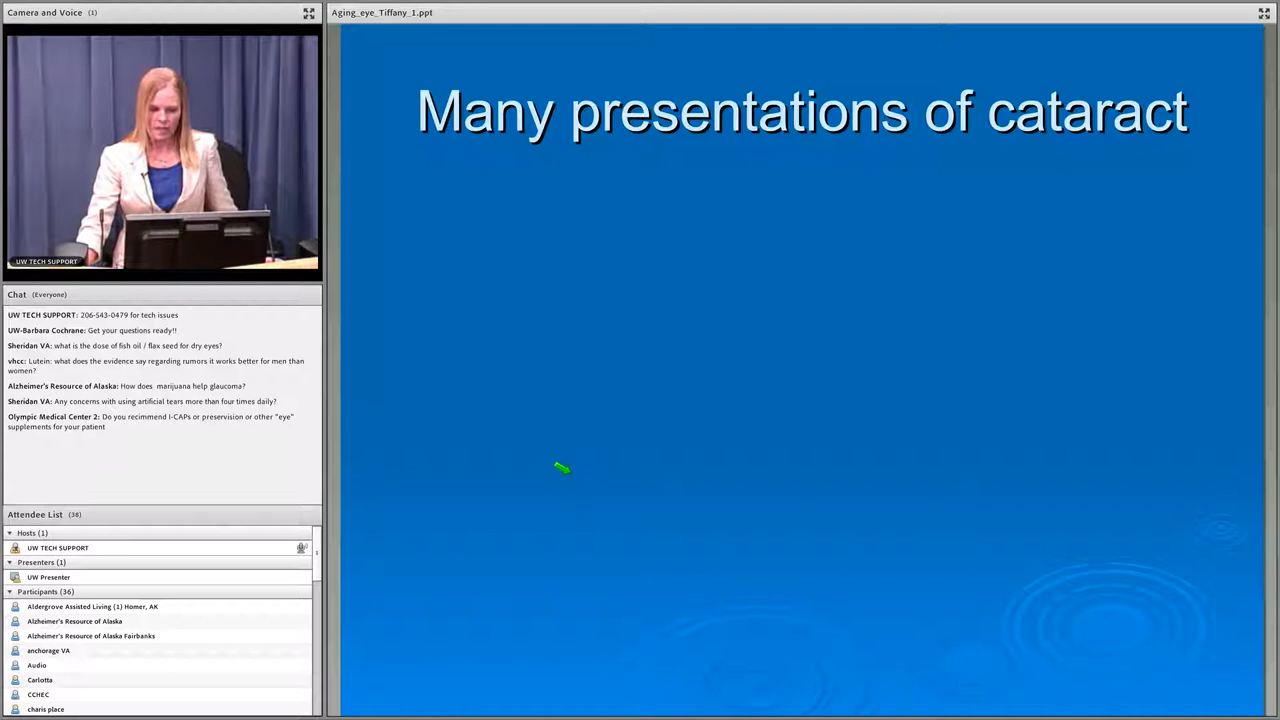 Camera and Voice (1)
UW TECH SUPPORT
Chat (Everyone)
UW TECH SUPPORT: 206-543-0479 for tech issues
UW-Barbara Cochrane: Get your questions ready!!
Sheridan VA: what is the dose of fish oil / flax seed for dry eyes?
vhcc: Lutein: what does the evidence say regarding rumors it works better for men than
women?
Alzheimer's Resource of Alaska: How does marijuana help glaucoma?
Sheridan VA: Any concerns with using artificial tears more than four times daily?
Olympic Medical Center 2: Do you recimmend I-CAPs or preservision or other "eye"
supplements for your patient
Attendee List (38)
Hosts (1)
UW TECH SUPPORT
Presenters (1)
UW Presenter
Participants (36)
Aldergrove Assisted Living (1) Homer, AK
Alzheimer's Resource of Alaska
Alzheimer's Resource of Alaska Fairbanks
anchorage VA
Audio
Carlotta
CCHEC
charis place
Aging_eye_Tiffany_1.ppt
Many presentations of cataract